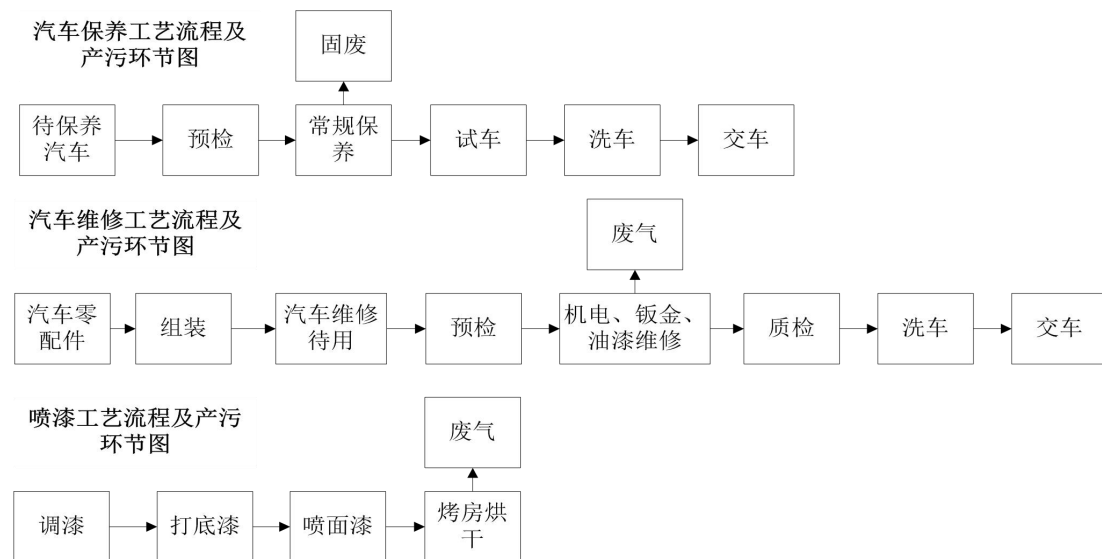 汽车保养工艺流程及
产污环节图
固废
待保养
汽车
预检
常规保
养
试车
洗车
交车
汽车维修工艺流程及
产污环节图
废气
汽车零
配件
组装
汽车维修
待用
预检
机电、钣金、
油漆维修
质检
洗车
交车
喷漆工艺流程及产污
环节图
废气
调漆
打底漆
喷面漆
烤房烘
干